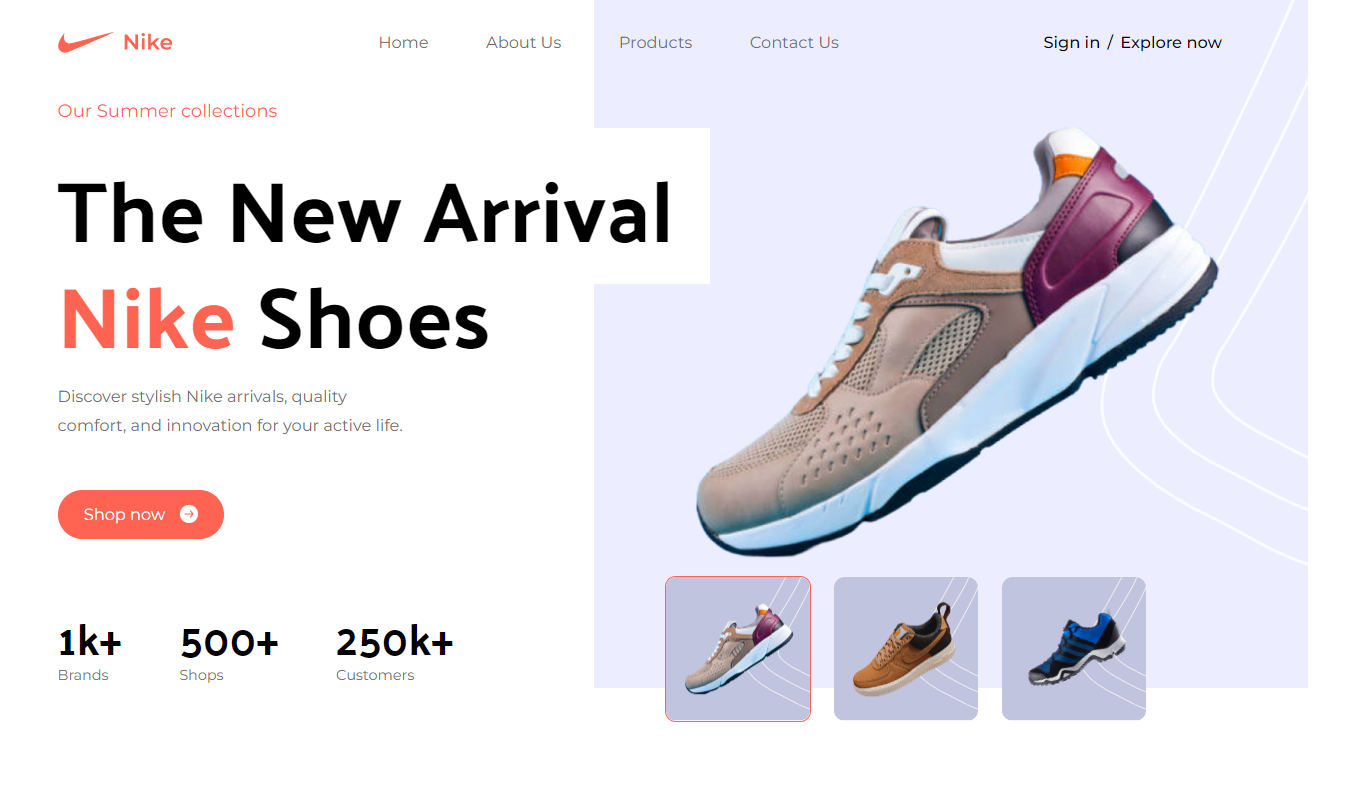 Nike
Home
About Us
Products
Contact Us
Sign in / Explore now
Our Summer collections
The New Arrival
Nike Shoes
Discover stylish Nike arrivals, quality
comfort, and innovation for your active life.
Shop now
1k+
Brands
500+
Shops
250k+
Customers